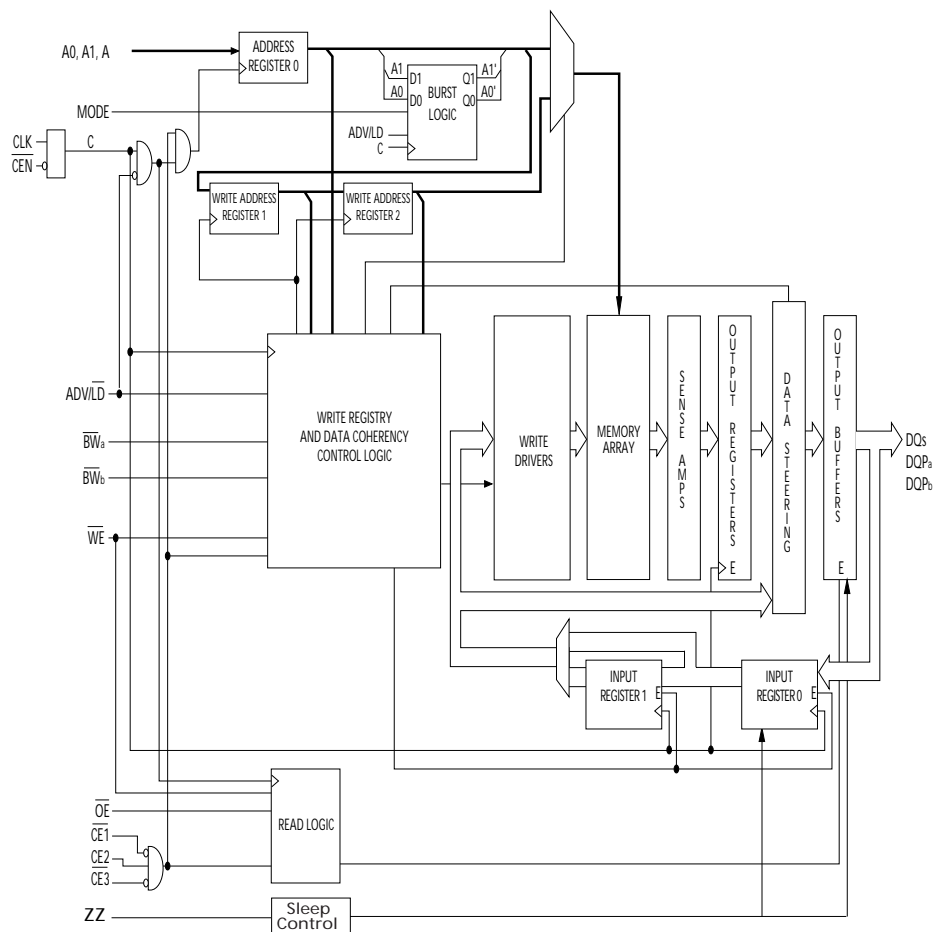 A0, A1, A
ADDRESS
REGISTER 0
A1
A0
D1
D0
BURST
LOGIC
Q1
Q0
A1'
A0'
MODE
ADV/LD
C
CLK
CEN
C
WRITE ADDRESS
REGISTER 1
WRITE ADDRESS
REGISTER 2
ADV/LD
BWa
BWb
WE
WRITE REGISTRY
AND DATA COHERENCY
CONTROL LOGIC
WRITE
DRIVERS
MEMORY
ARRAY
SENSE AMPS
OUTPUT REGISTERS
E
DATA STEERING
OUTPUT BUFFERS
E
DQs
DQPa
DQPb
INPUT
REGISTER 1
E
INPUT
REGISTER 0
E
OE
CE1
CE2
CE3
READ LOGIC
ZZ
Sleep
Control